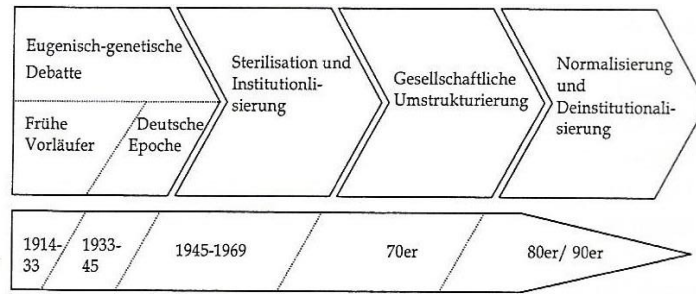 Eugenisch-genetische
Debatte
Frühe
Vorläufer
Deutsche
Epoche
Sterilisation und
Institutionli-
sierung
Gesellschaftliche
Umstrukturierung
Normalisierung
und
Deinstitutionali-
sierung
1914-
33
1933-
45
1945-1969
70er
80er/ 90er